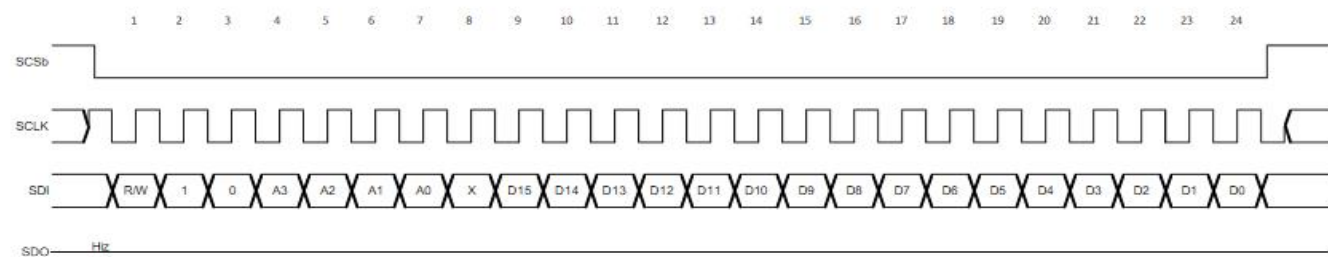 1 2 3 4 5 6 7 8 9 10 11 12 13 14 15 16 17 18 19 20 21 22 23 24
SCSb
SCLK
SDI R/W 1 0 A3 A2 A1 A0 X D15 D14 D13 D12 D11 D10 D9 D8 D7 D6 D5 D4 D3 D2 D1 D0
SDO Hiz